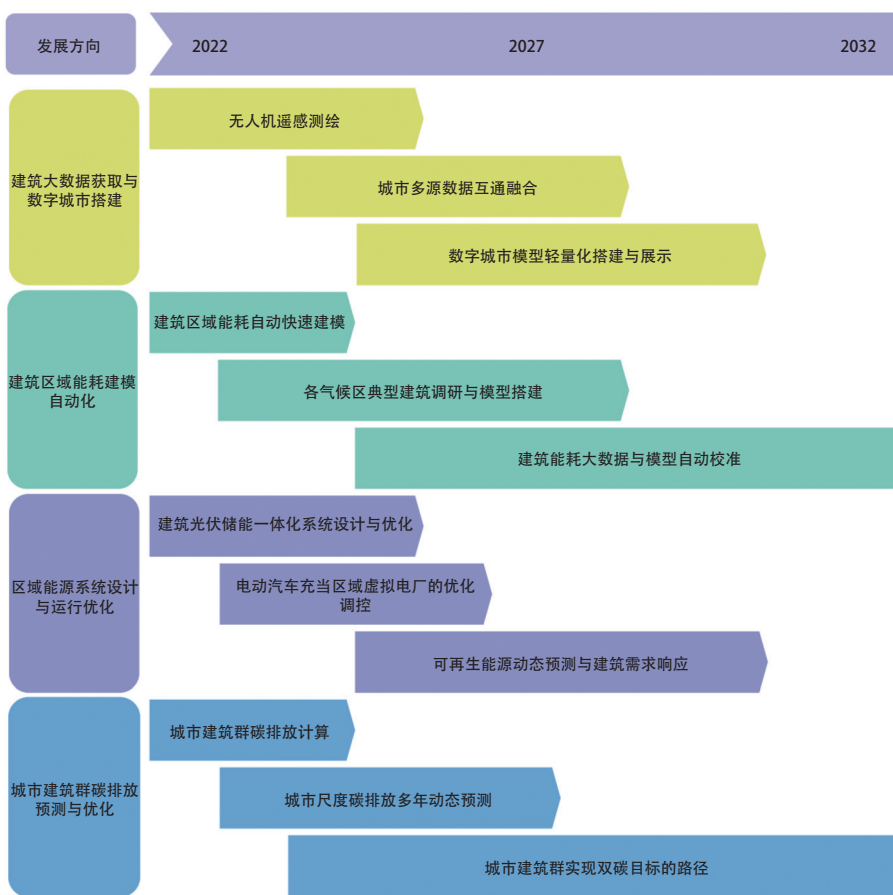 发展方向
2022
2027
2032
建筑大数据获取与
数字城市搭建
无人机遥感测绘
城市多源数据互通融合
数字城市模型轻量化搭建与展示
建筑区域能耗建模
自动化
建筑区域能耗自动快速建模
各气候区典型建筑调研与模型搭建
建筑能耗大数据与模型自动校准
区域能源系统设计
与运行优化
建筑光伏储能一体化系统设计与优化
电动汽车充当区域虚拟电厂的优化
调控
可再生能源动态预测与建筑需求响应
城市建筑群碳排放
预测与优化
城市建筑群碳排放计算
城市尺度碳排放多年动态预测
城市建筑群实现双碳目标的路径